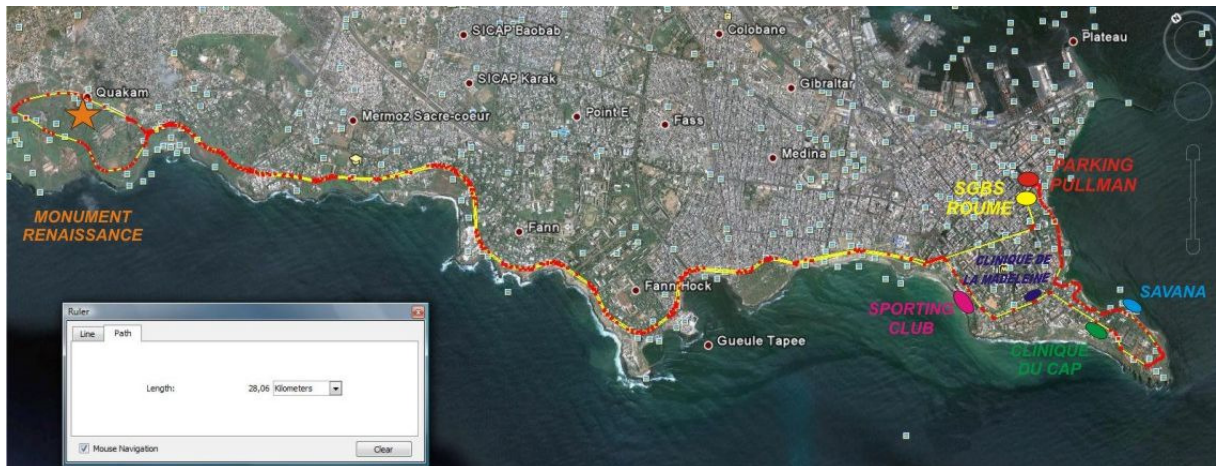 SICAP Baobab
Colobane
Plateau
SICAP Karak
Gibraltar
Quakam
Mermoz Sacre-coeur
Point E
Fass
Medina
PARKING
PULLMAN
SGBS
ROUME
MONUMENT
RENAISSANCE
Fann
CLINIQUE DE
LA MADELEINE
Fann Hock
SAVANA
SPORTING
CLUB
Gueule Tapee
CLINIQUE
DU CAP
Ruler
Line
Path
Length:
28,06
Kilometers
Mouse Navigation
Clear